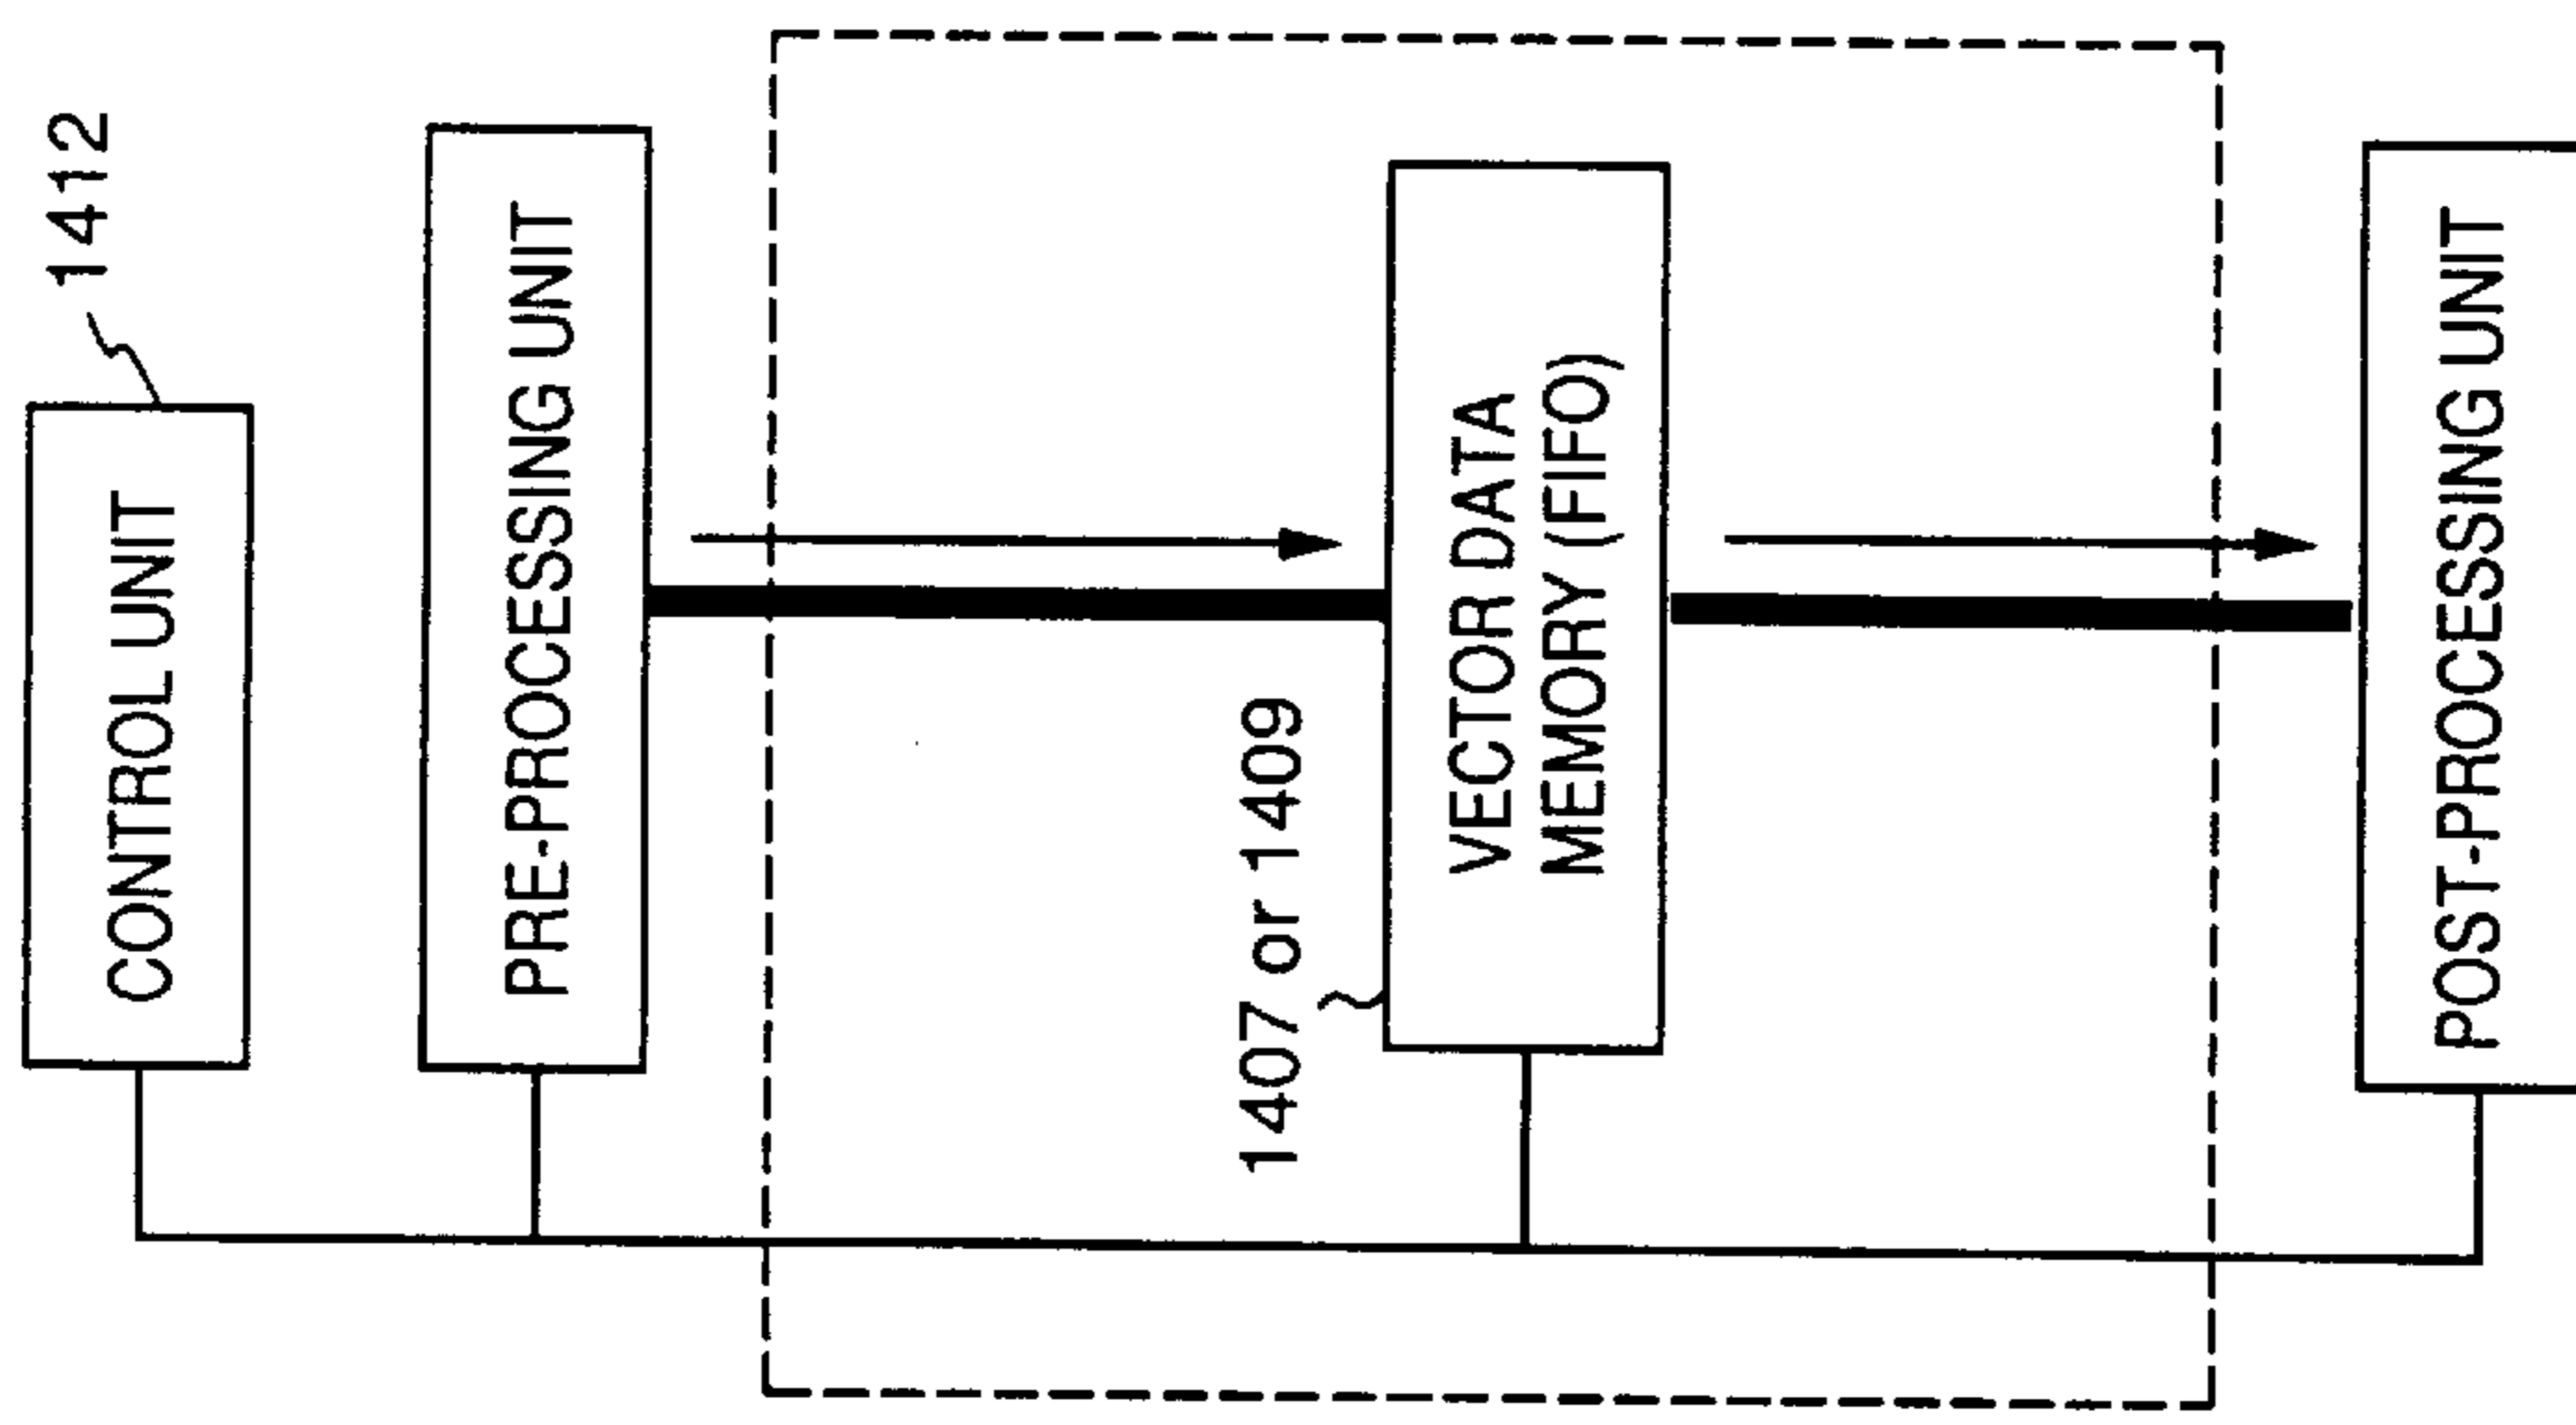 CONTROL UNIT
1412
PRE-PROCESSING UNIT
1407 or 1409
VECTOR DATA
MEMORY (FIFO)
POST-PROCESSING UNIT